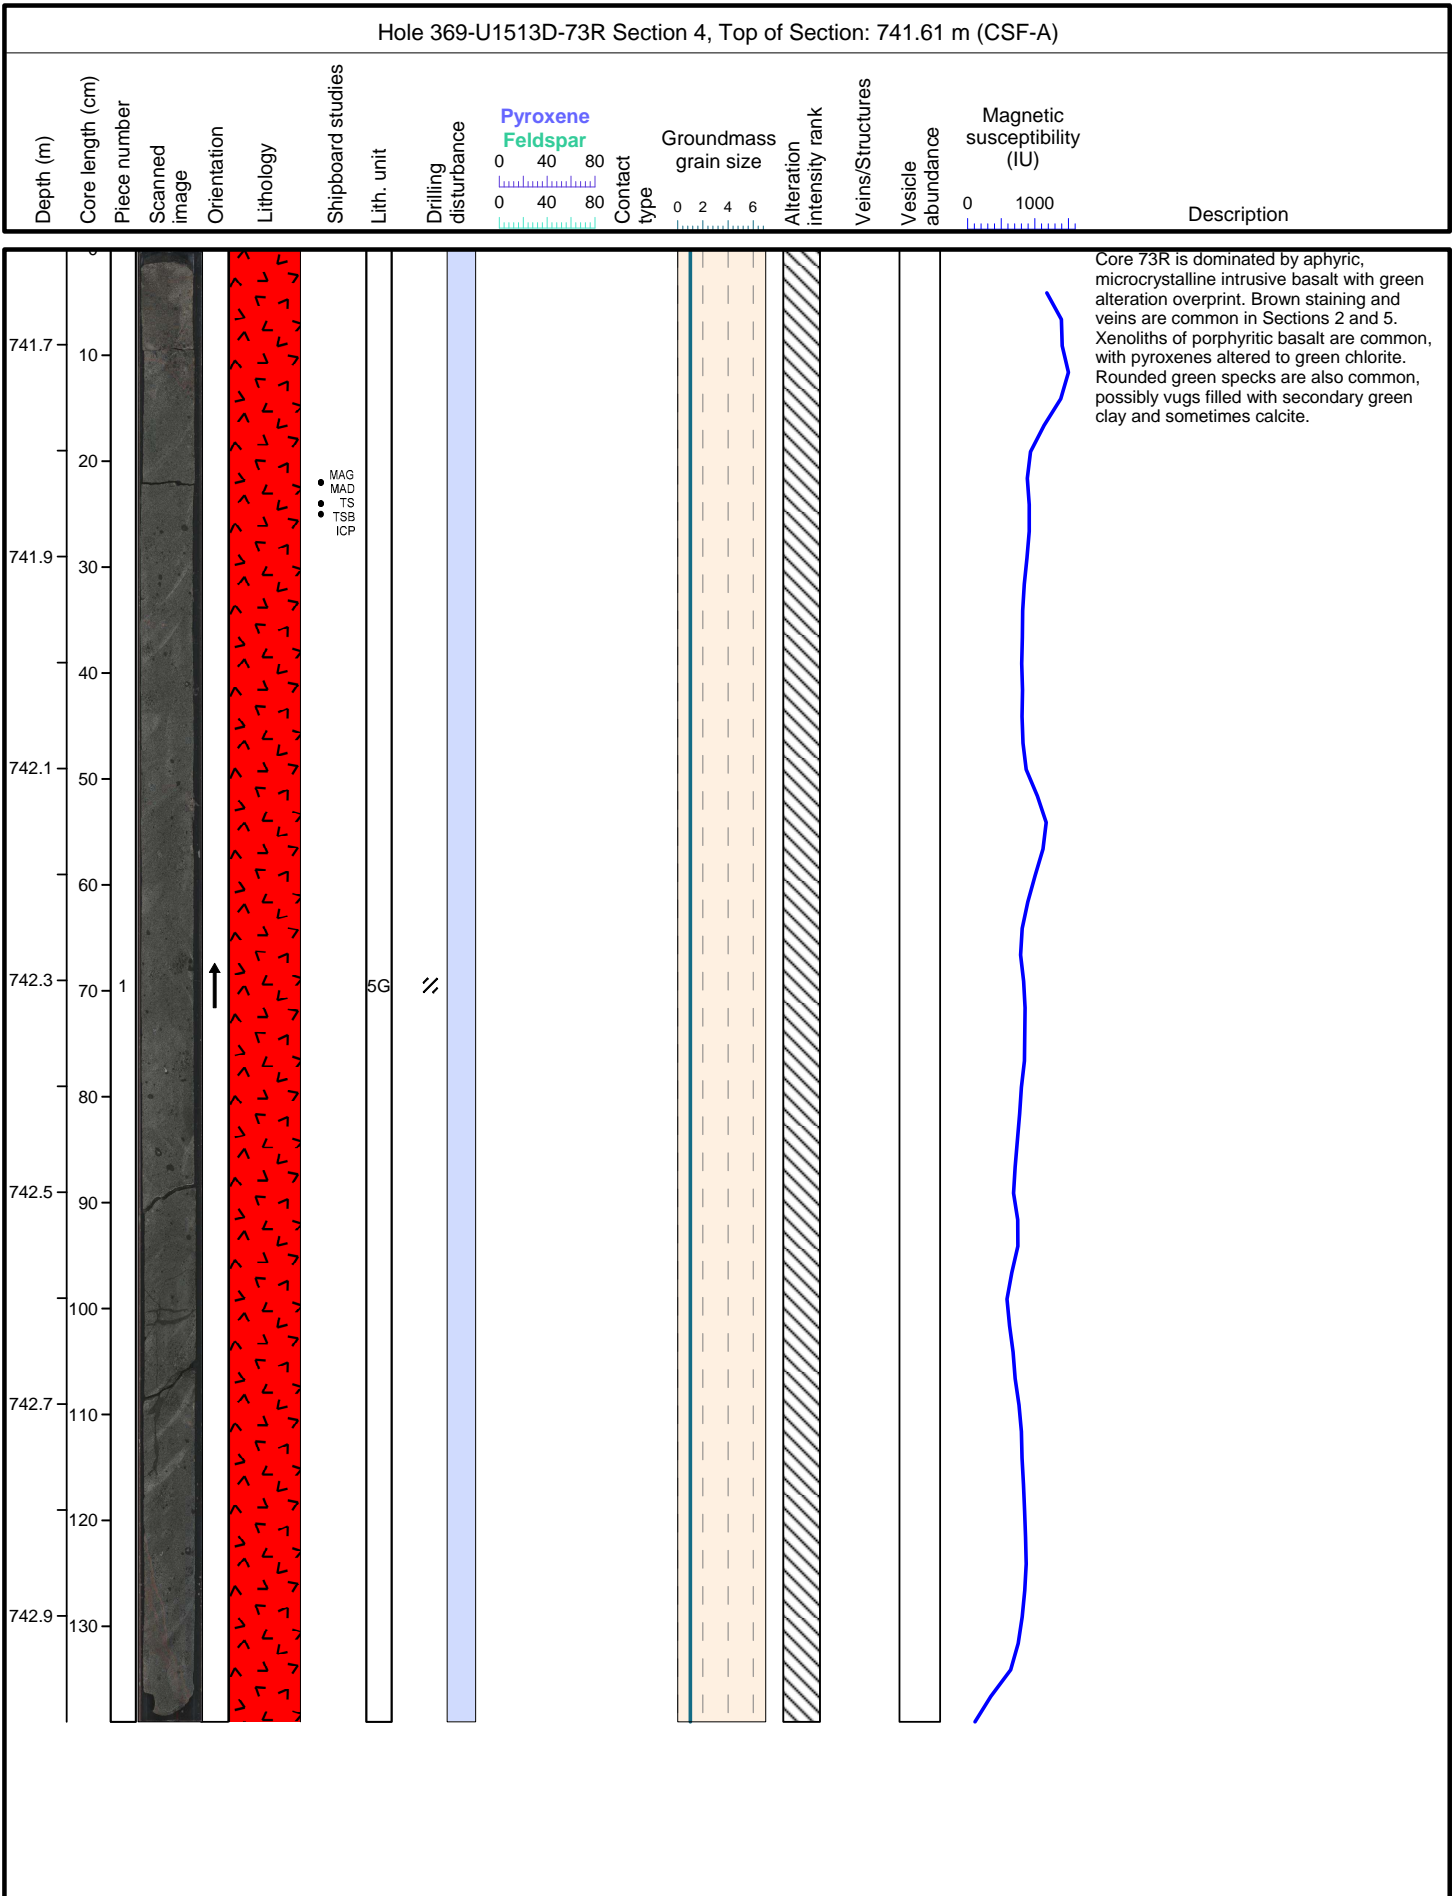 Hole 369-U1513D-73R Section 4, Top of Section: 741.61 m (CSF-A)
Depth (m)
Core length (cm)
Piece number
Scanned
image
Orientation
Lithology
Shipboard studies
Lith. unit
Drilling
disturbance
Pyroxene
Feldspar
0 40 80
0 40 80
Contact
type
Groundmass
grain size
0 2 4 6
Alteration
intensity rank
Veins/Structures
Vesicle
abundance
Magnetic
susceptibility
(IU)
0 1000
Description
Core 73R is dominated by aphyric,
microcrystalline intrusive basalt with green
alteration overprint. Brown staining and
veins are common in Sections 2 and 5.
Xenoliths of porphyritic basalt are common,
with pyroxenes altered to green chlorite.
Rounded green specks are also common,
possibly vugs filled with secondary green
clay and sometimes calcite.
0
741.7
10
20
MAG
MAD
TS
TSB
ICP
741.9
30
40
742.1
50
60
742.3
70
1
5G
80
742.5
90
100
742.7
110
120
742.9
130